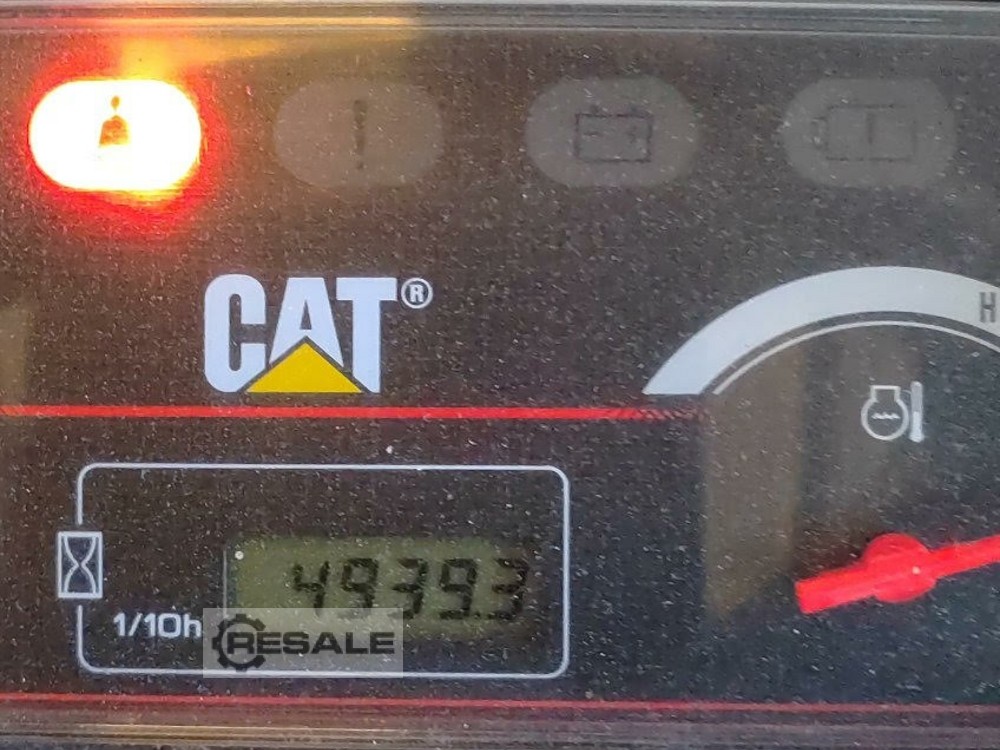 CAT®
H
4939.3
1/10h
RESALE